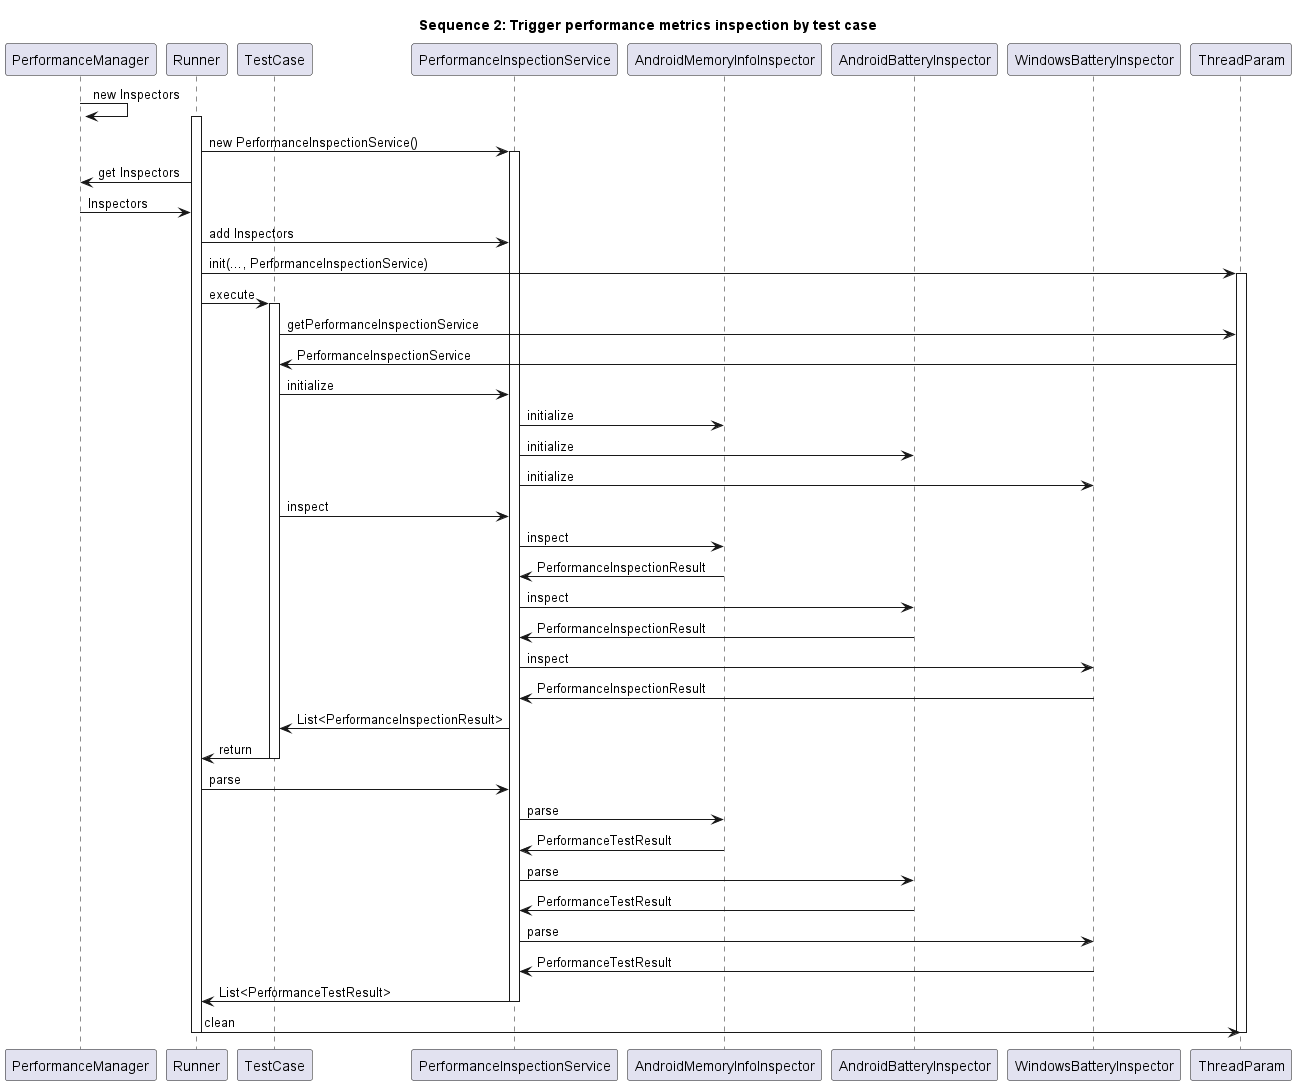 Sequence 2: Trigger performance metrics inspection by test case
PerformanceManager Runner TestCase PerformanceInspectionService AndroidMemoryInfoInspector AndroidBatteryInspector WindowsBatteryInspector ThreadParam
new Inspectors
new PerformanceInspectionService()
get Inspectors
Inspectors
add Inspectors
init(..., PerformanceInspectionService)
execute
getPerformanceInspectionService
PerformanceInspectionService
initialize
initialize
initialize
initialize
inspect
inspect
PerformanceInspectionResult
inspect
PerformanceInspectionResult
inspect
PerformanceInspectionResult
List<PerformanceInspectionResult>
return
parse
parse
PerformanceTestResult
parse
PerformanceTestResult
parse
PerformanceTestResult
List<PerformanceTestResult>
clean
PerformanceManager Runner TestCase PerformanceInspectionService AndroidMemoryInfoInspector AndroidBatteryInspector WindowsBatteryInspector ThreadParam